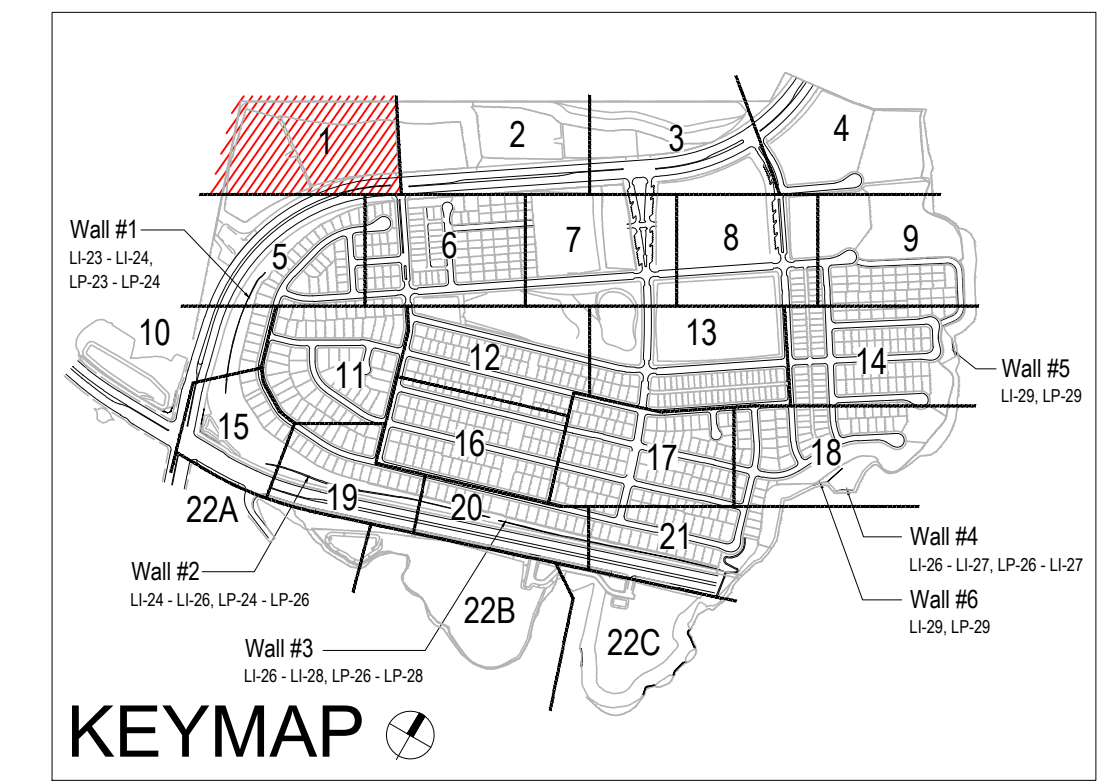 1
2
3
4
Wall #1
LI-23 - LI-24,
LP-23 - LP-24
5
6
7
8
9
10
11
12
13
14
Wall #5
LI-29, LP-29
15
16
17
18
19
20
21
22A
Wall #2
LI-24 - LI-26, LP-24 - LP-26
22B
22C
Wall #4
LI-26 - LI-27, LP-26 - LI-27
Wall #6
LI-29, LP-29
Wall #3
LI-26 - LI-28, LP-26 - LP-28
KEYMAP